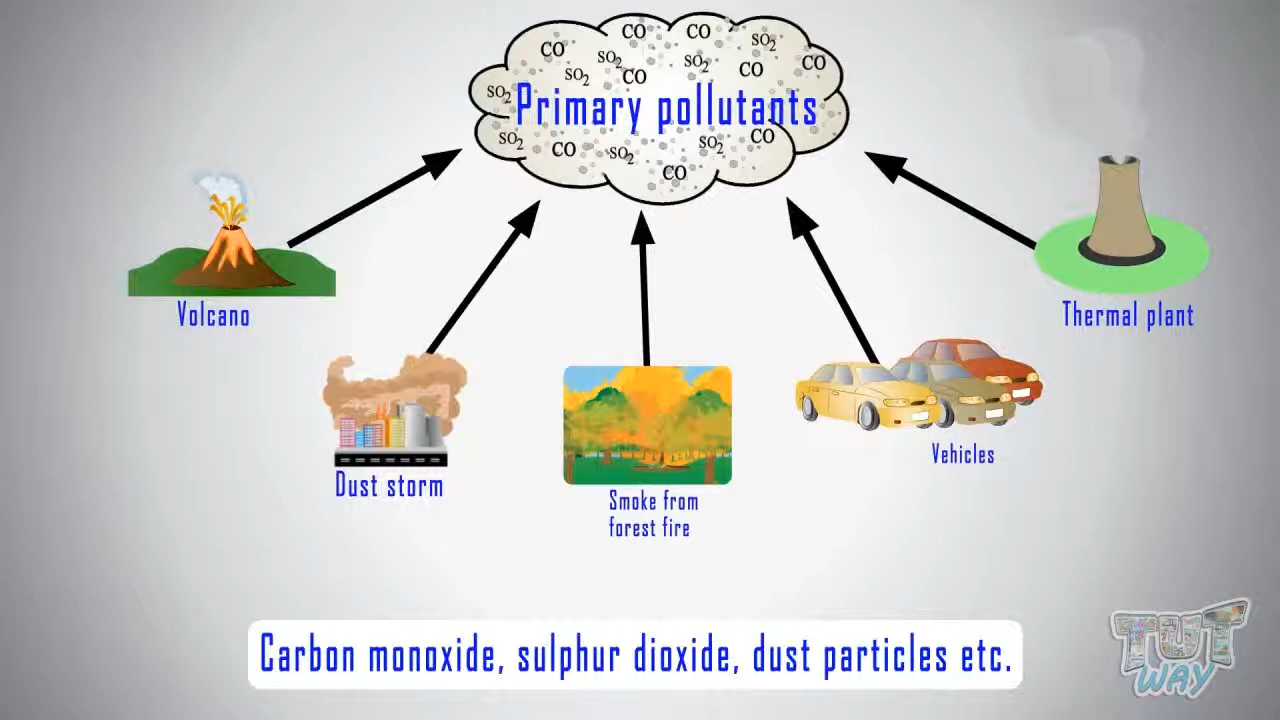 CO
CO
CO
SO2
SO2
SO2
CO
SO2
CO
CO
SO2
Primary pollutants
SO2
CO
SO2
SO2
CO
CO
Volcano
Thermal plant
Dust storm
Vehicles
Smoke from
forest fire
Carbon monoxide, sulphur dioxide, dust particles etc.
TUT
WAY